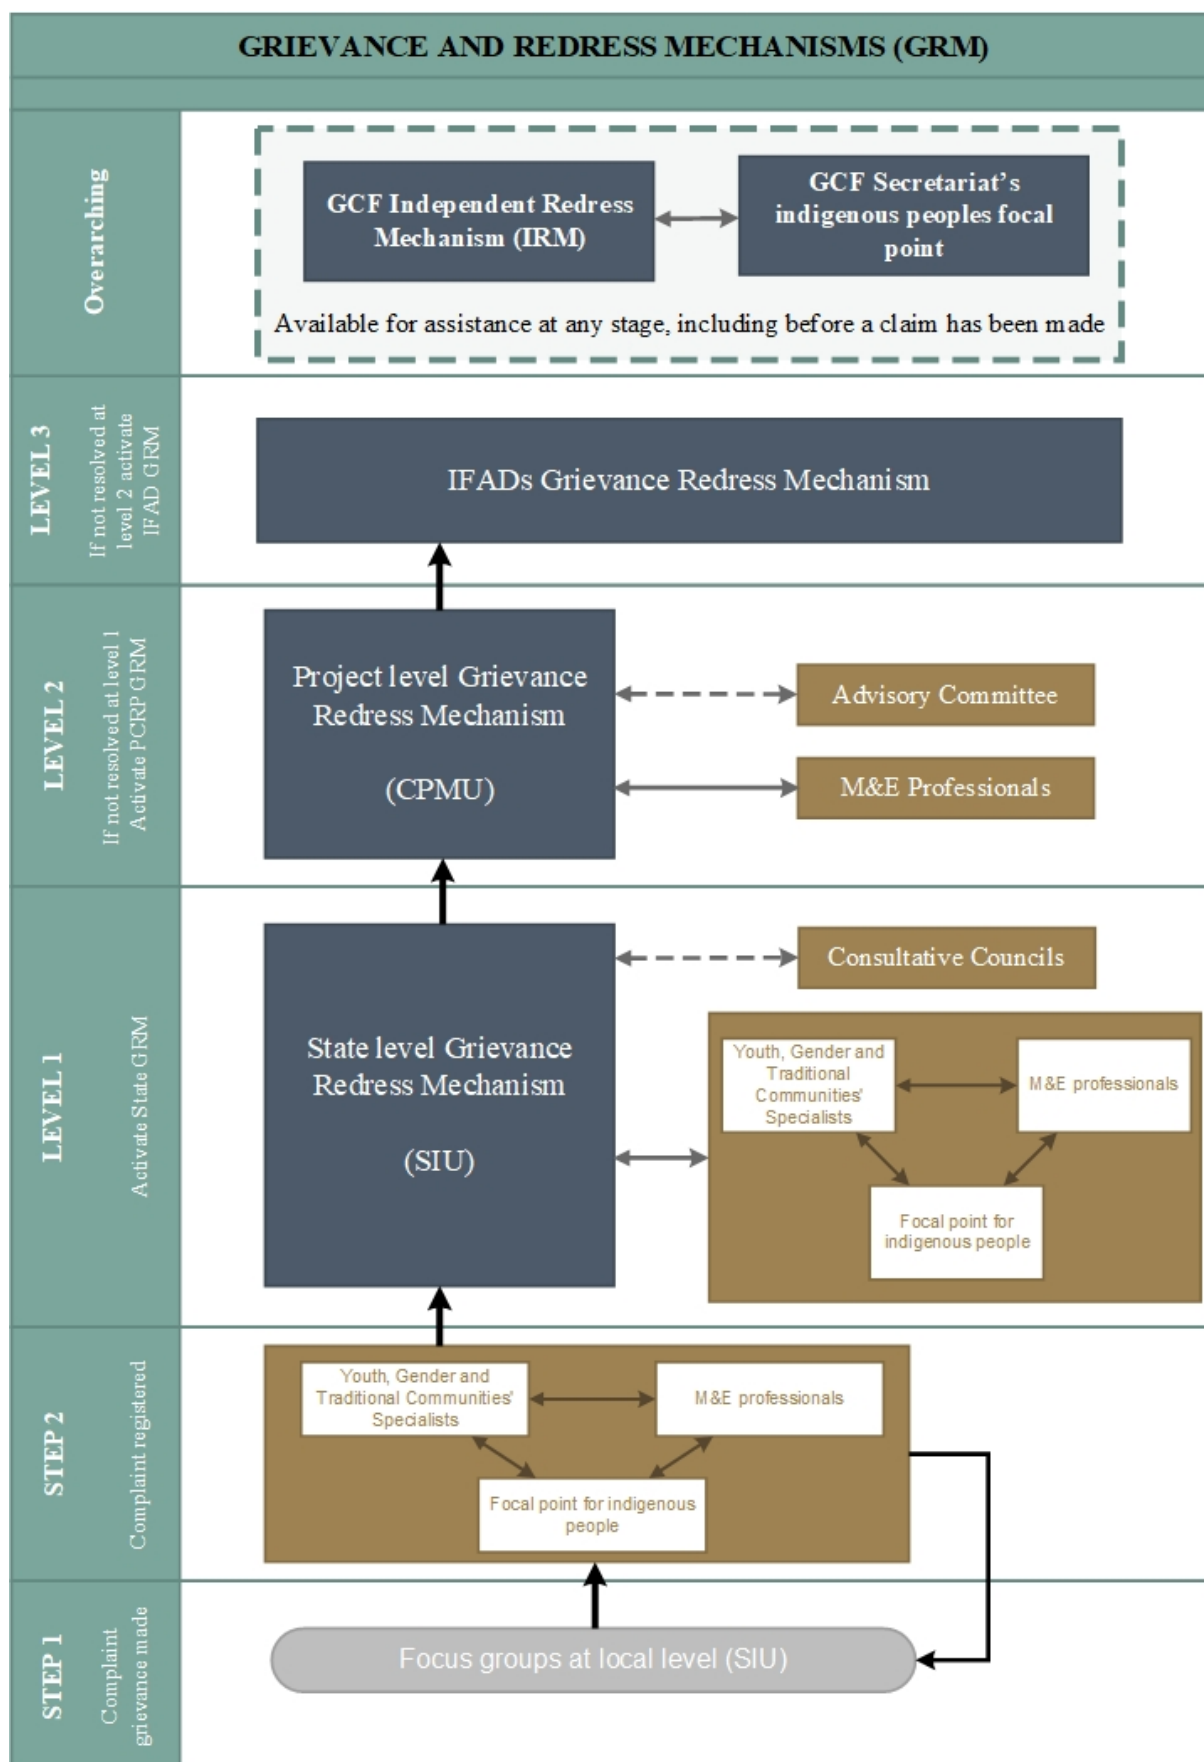 GRIEVANCE AND REDRESS MECHANISMS (GRM)
Overarching
GCF Independent Redress
Mechanism (IRM)
GCF Secretariat's
indigenous peoples focal
point
Available for assistance at any stage, including before a claim has been made
LEVEL 3
If not resolved at
level 2 activate
IFAD GRM
IFADs Grievance Redress Mechanism
LEVEL 2
If not resolved at level 1
Activate PCRP GRM
Project level Grievance
Redress Mechanism
(CPMU)
Advisory Committee
M&E Professionals
LEVEL 1
Activate State GRM
State level Grievance
Redress Mechanism
(SIU)
Consultative Councils
Youth, Gender and
Traditional
Communities'
Specialists
M&E professionals
Focal point for
indigenous people
STEP 2
Complaint registered
Youth, Gender and
Traditional Communities'
Specialists
M&E professionals
Focal point for indigenous
people
STEP 1
Complaint
grievance made
Focus groups at local level (SIU)